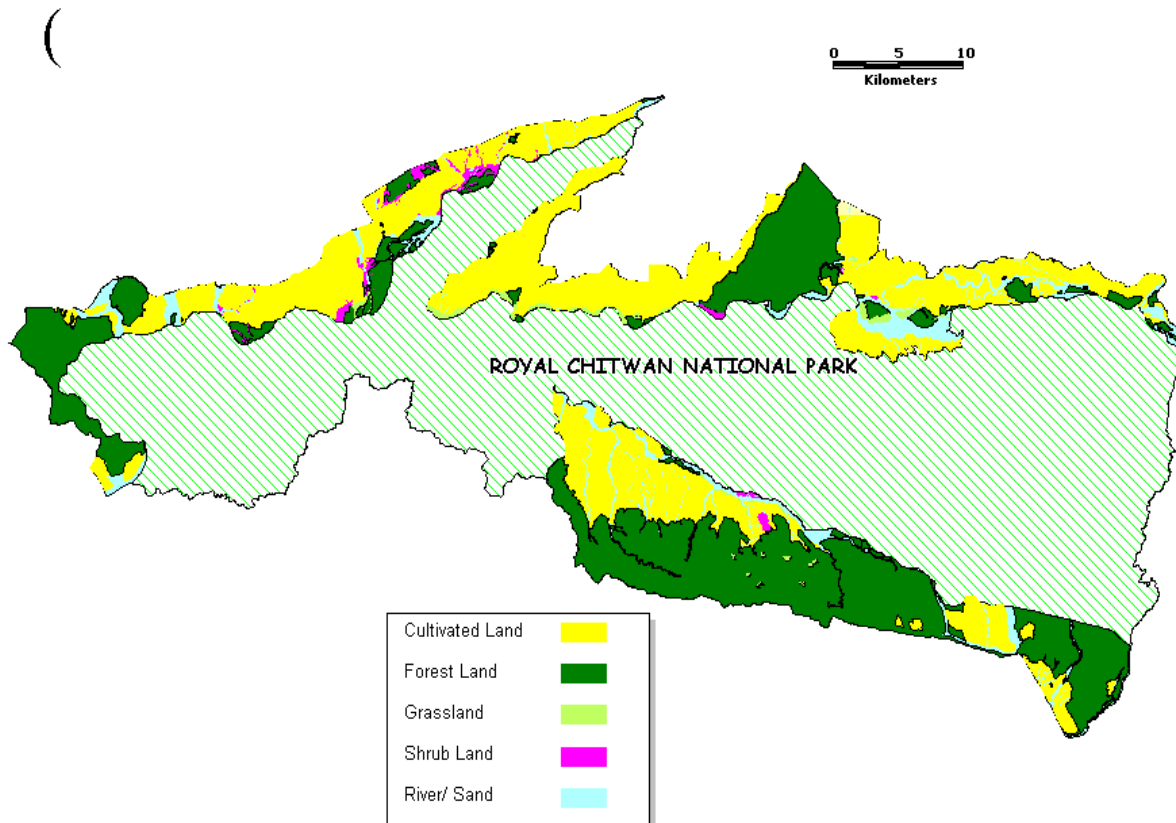 (
0 5 10
Kilometers
ROYAL CHITWAN NATIONAL PARK
Cultivated Land
Forest Land
Grassland
Shrub Land
River/ Sand